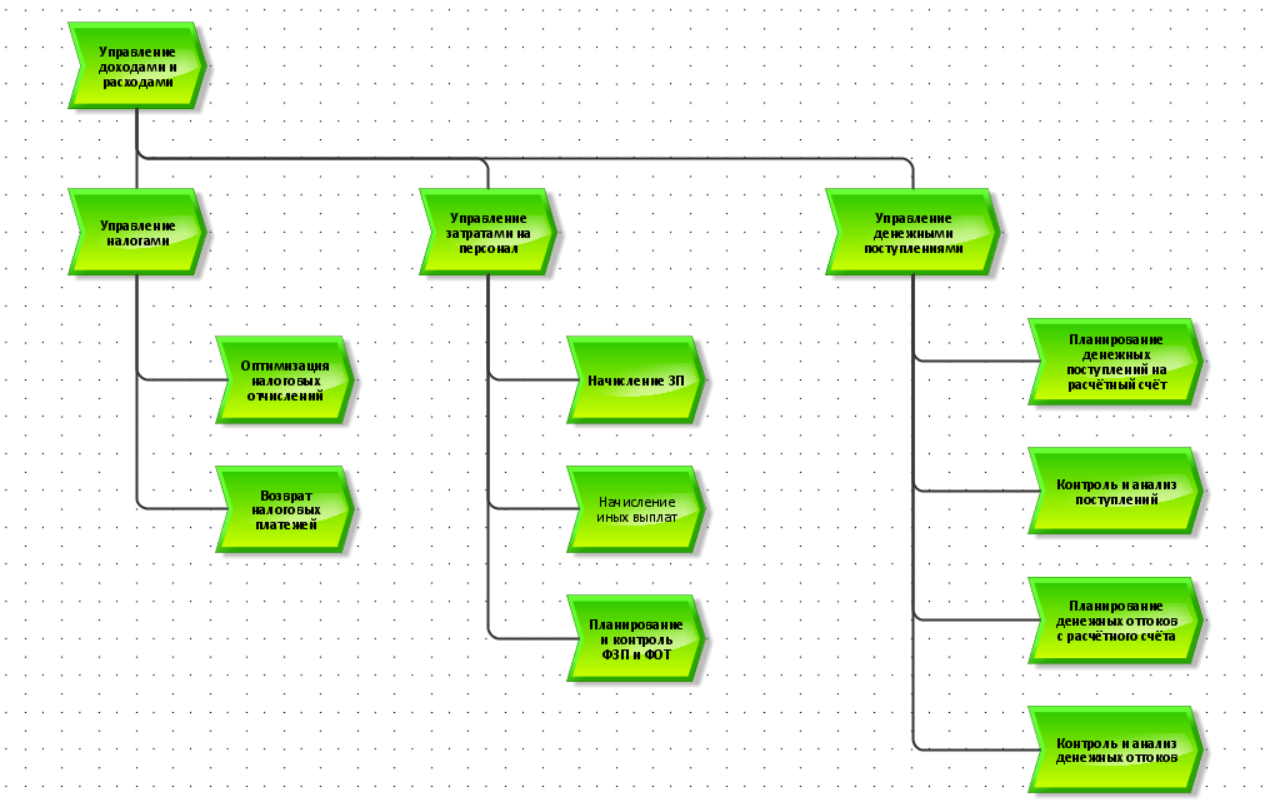 Управление
доходами и
расходами
Управление
налогами
Управление
затратами на
персонал
Управление
денежными
поступлениями
Оптимизация
налоговых
отчислений
Возврат
налоговых
платежей
Начисление ЗП
Начисление
иных выплат
Планирование
и контроль
ФЗП и ФОТ
Планирование
денежных
поступлений на
расчётный счёт
Контроль и анализ
поступлений
Планирование
денежных оттоков
с расчётного счёта
Контроль и анализ
денежных оттоков